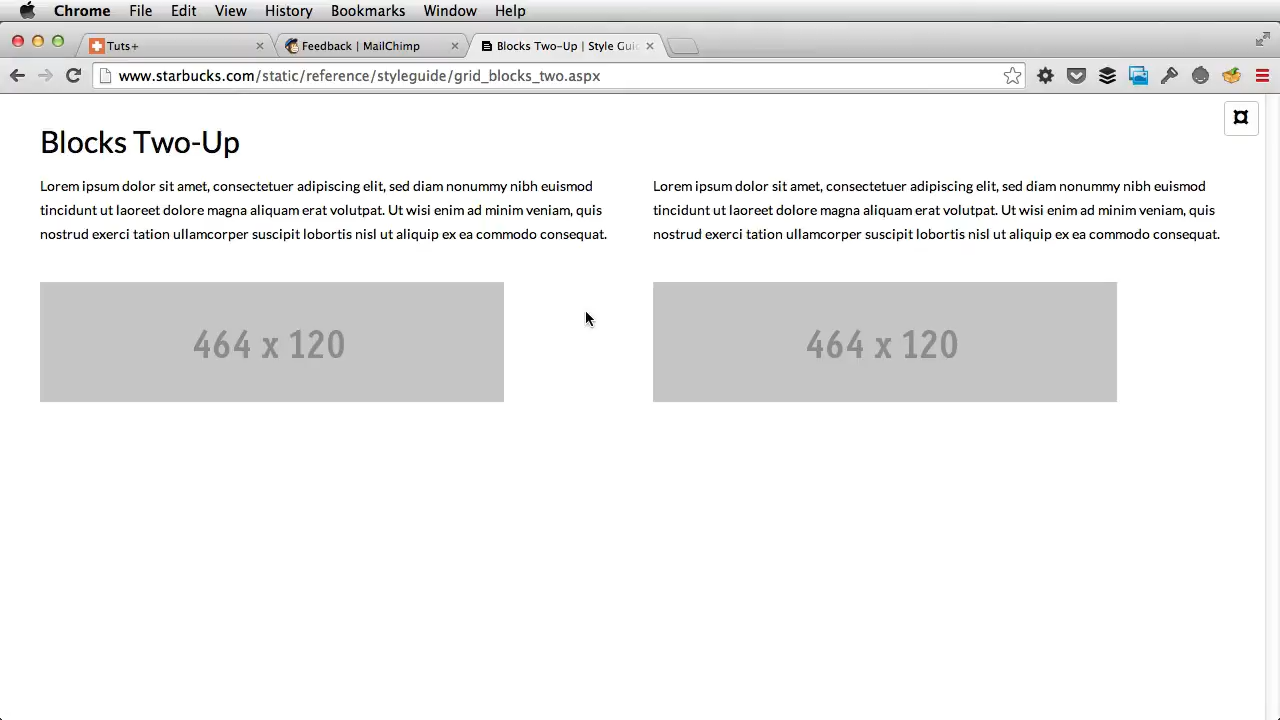 Chrome File Edit View History Bookmarks Window Help
Tuts+
Feedback | MailChimp
Blocks Two-Up | Style Gui
www.starbucks.com/static/reference/styleguide/grid_blocks_two.aspx
Blocks Two-Up
Lorem ipsum dolor sit amet, consectetuer adipiscing elit, sed diam nonummy nibh euismod
tincidunt ut laoreet dolore magna aliquam erat volutpat. Ut wisi enim ad minim veniam, quis
nostrud exerci tation ullamcorper suscipit lobortis nisl ut aliquip ex ea commodo consequat.
464 x 120
Lorem ipsum dolor sit amet, consectetuer adipiscing elit, sed diam nonummy nibh euismod
tincidunt ut laoreet dolore magna aliquam erat volutpat. Ut wisi enim ad minim veniam, quis
nostrud exerci tation ullamcorper suscipit lobortis nisl ut aliquip ex ea commodo consequat.
464 x 120